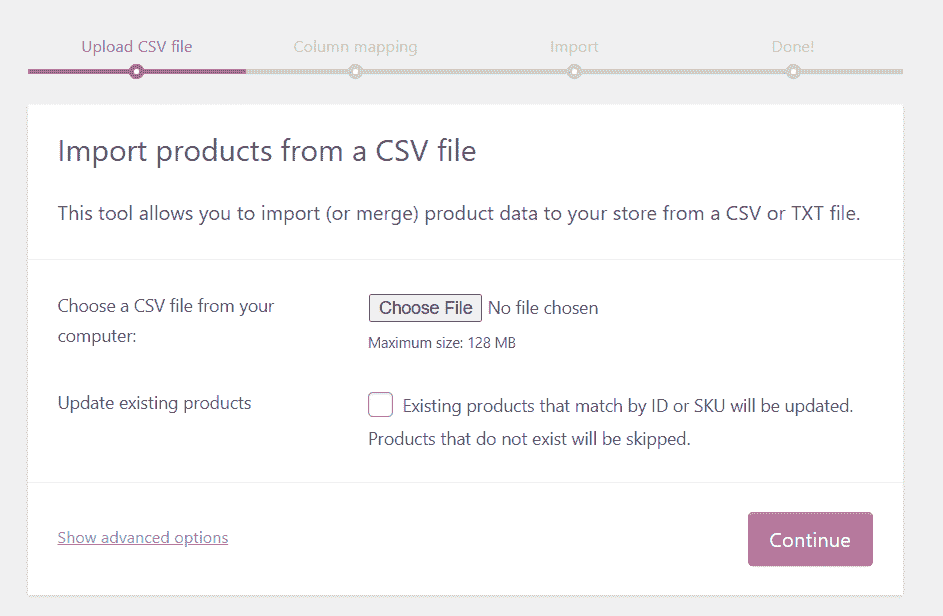 Upload CSV file
Column mapping
Import
Done!
Import products from a CSV file
This tool allows you to import (or merge) product data to your store from a CSV or TXT file.
Choose a CSV file from your
computer:
Choose File No file chosen
Maximum size: 128 MB
Update existing products
Existing products that match by ID or SKU will be updated.
Products that do not exist will be skipped.
Show advanced options
Continue